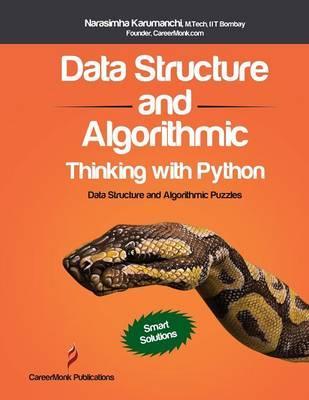 Narasimha Karumanchi, M.Tech, IIT Bombay
Founder, CareerMonk.com
Data Structure
and
Algorithmic
Thinking with Python
Data Structure and Algorithmic Puzzles
Smart
Solutions
CareerMonk Publications